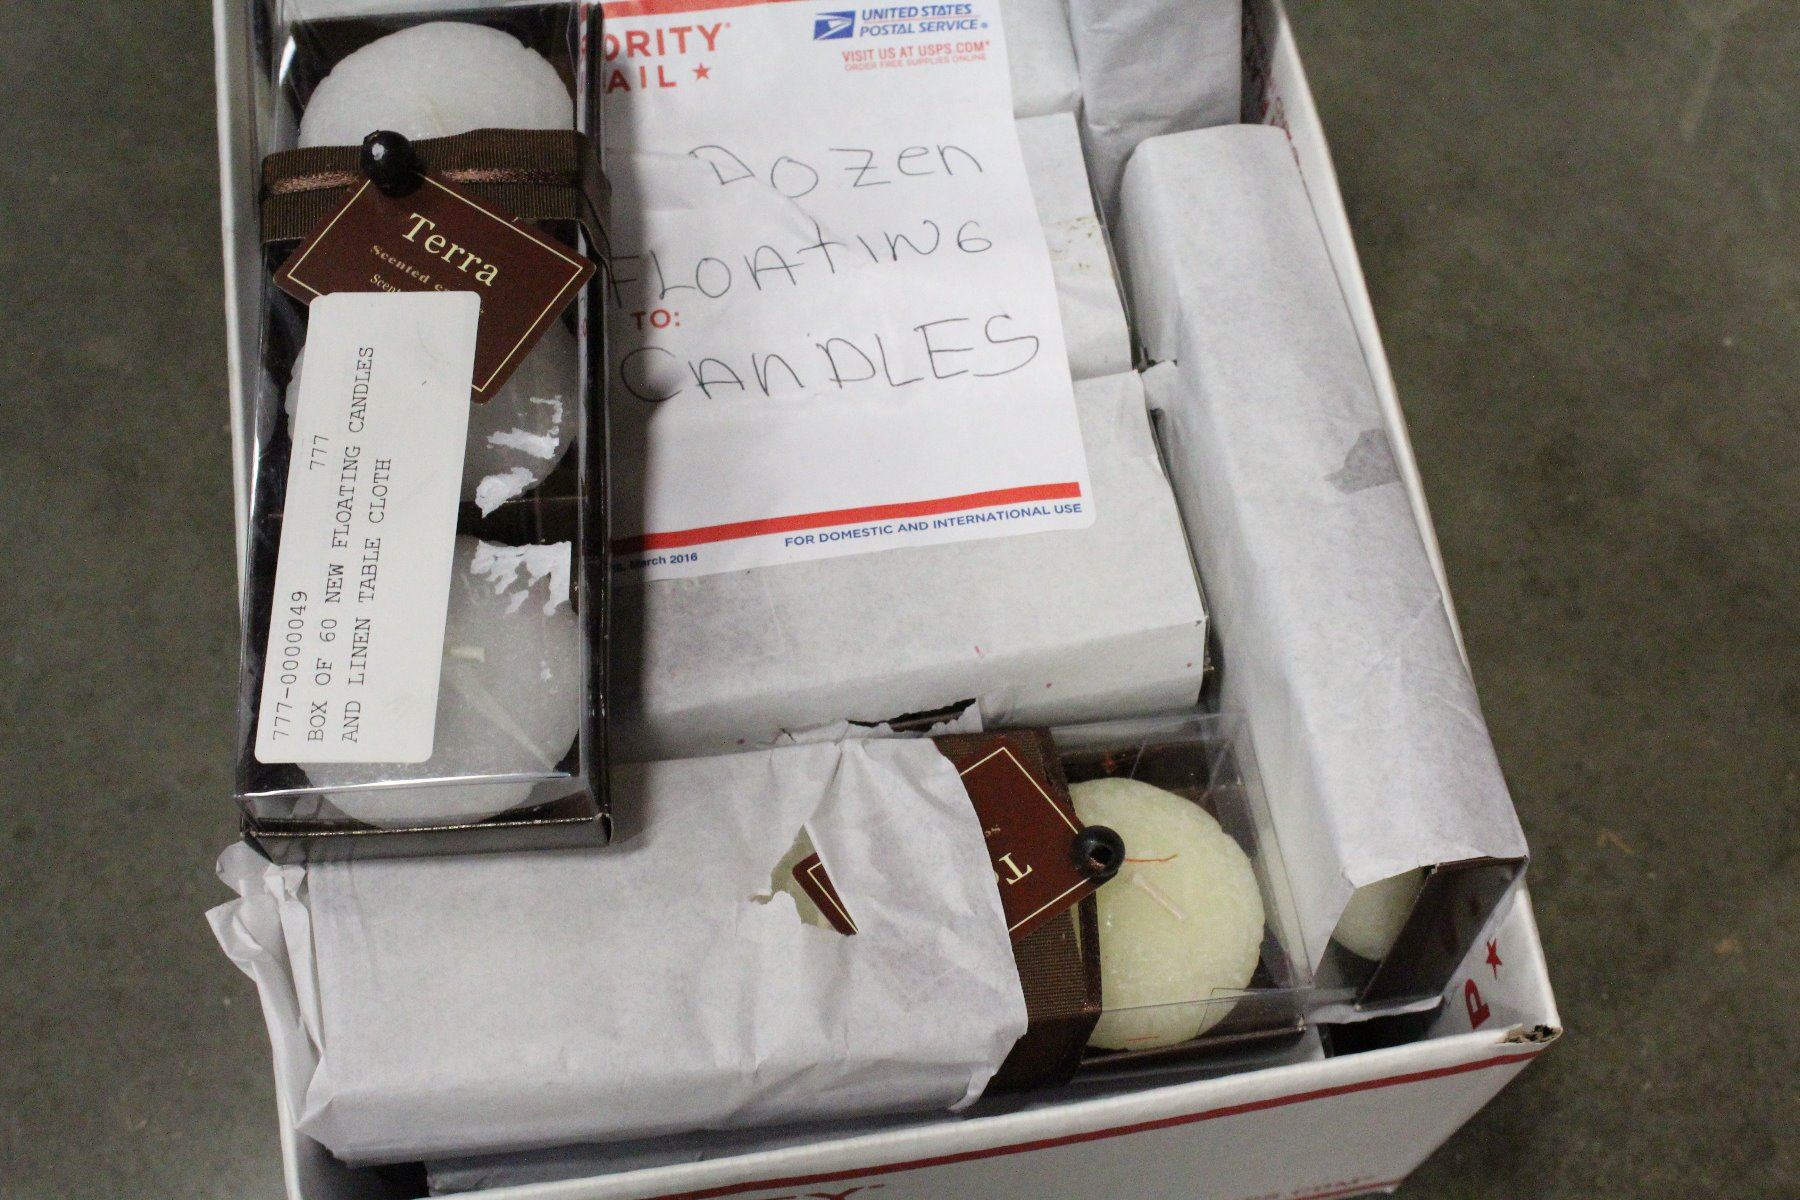 ORITY
AIL
UNITED STATES
POSTAL SERVICE®
VISIT US AT USPS.COM®
ORDER FREE SUPPLIES ONLINE
DOZEN
FLOATING
TO:
CANDLES
FOR DOMESTIC AND INTERNATIONAL USE
March 2016
Terra
Scented
777-0000049 777
BOX OF 60 NEW FLOATING CANDLES
AND LINEN TABLE CLOTH
P